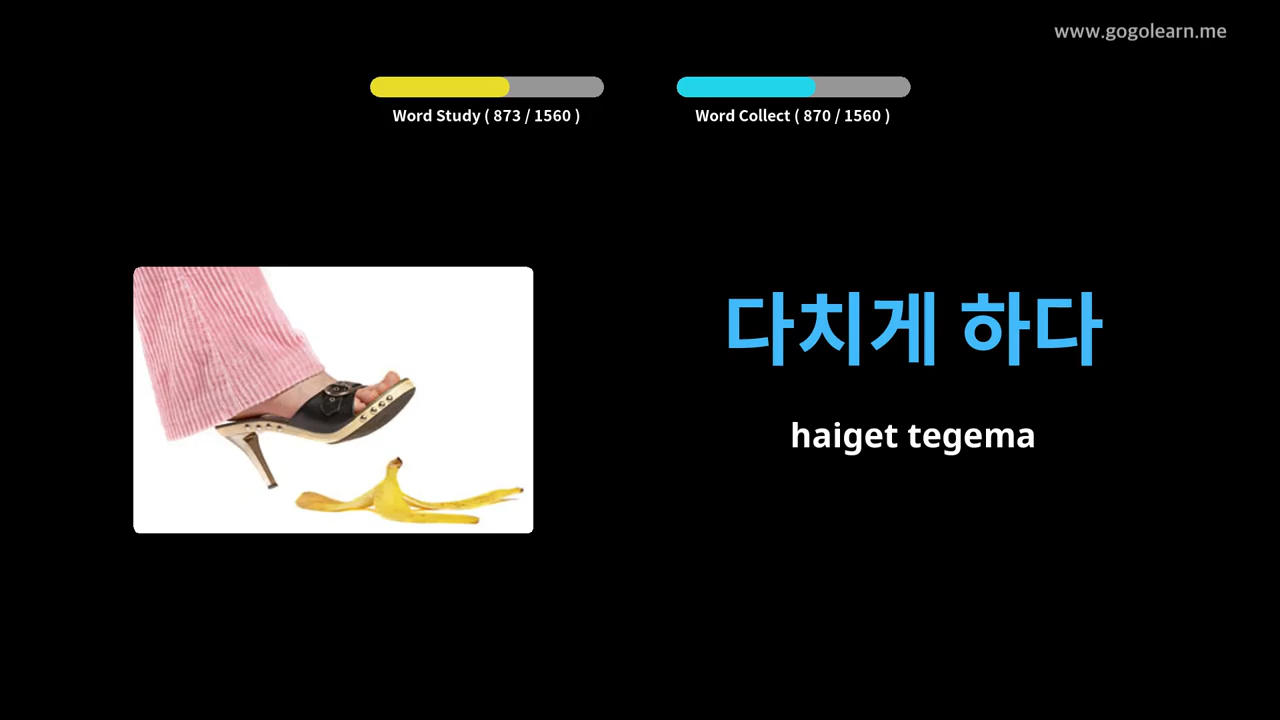 www.gogolearn.me
Word Study ( 873 / 1560 )
Word Collect ( 870 / 1560 )
다치게 하다
haiget tegema